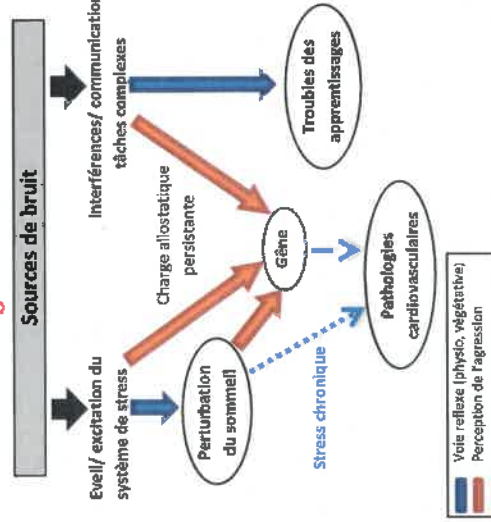 Sources de bruit
Eveil/ excitation du
système de stress
Interférences/ communication
tâches complexes
Charge allostatique
persistante
Perturbation
du sommeil
Gêne
Troubles des
apprentissages
Stress chronique
Pathologies
cardiovasculaires
Voie reflexe (physio, végétative)
Perception de l'agression